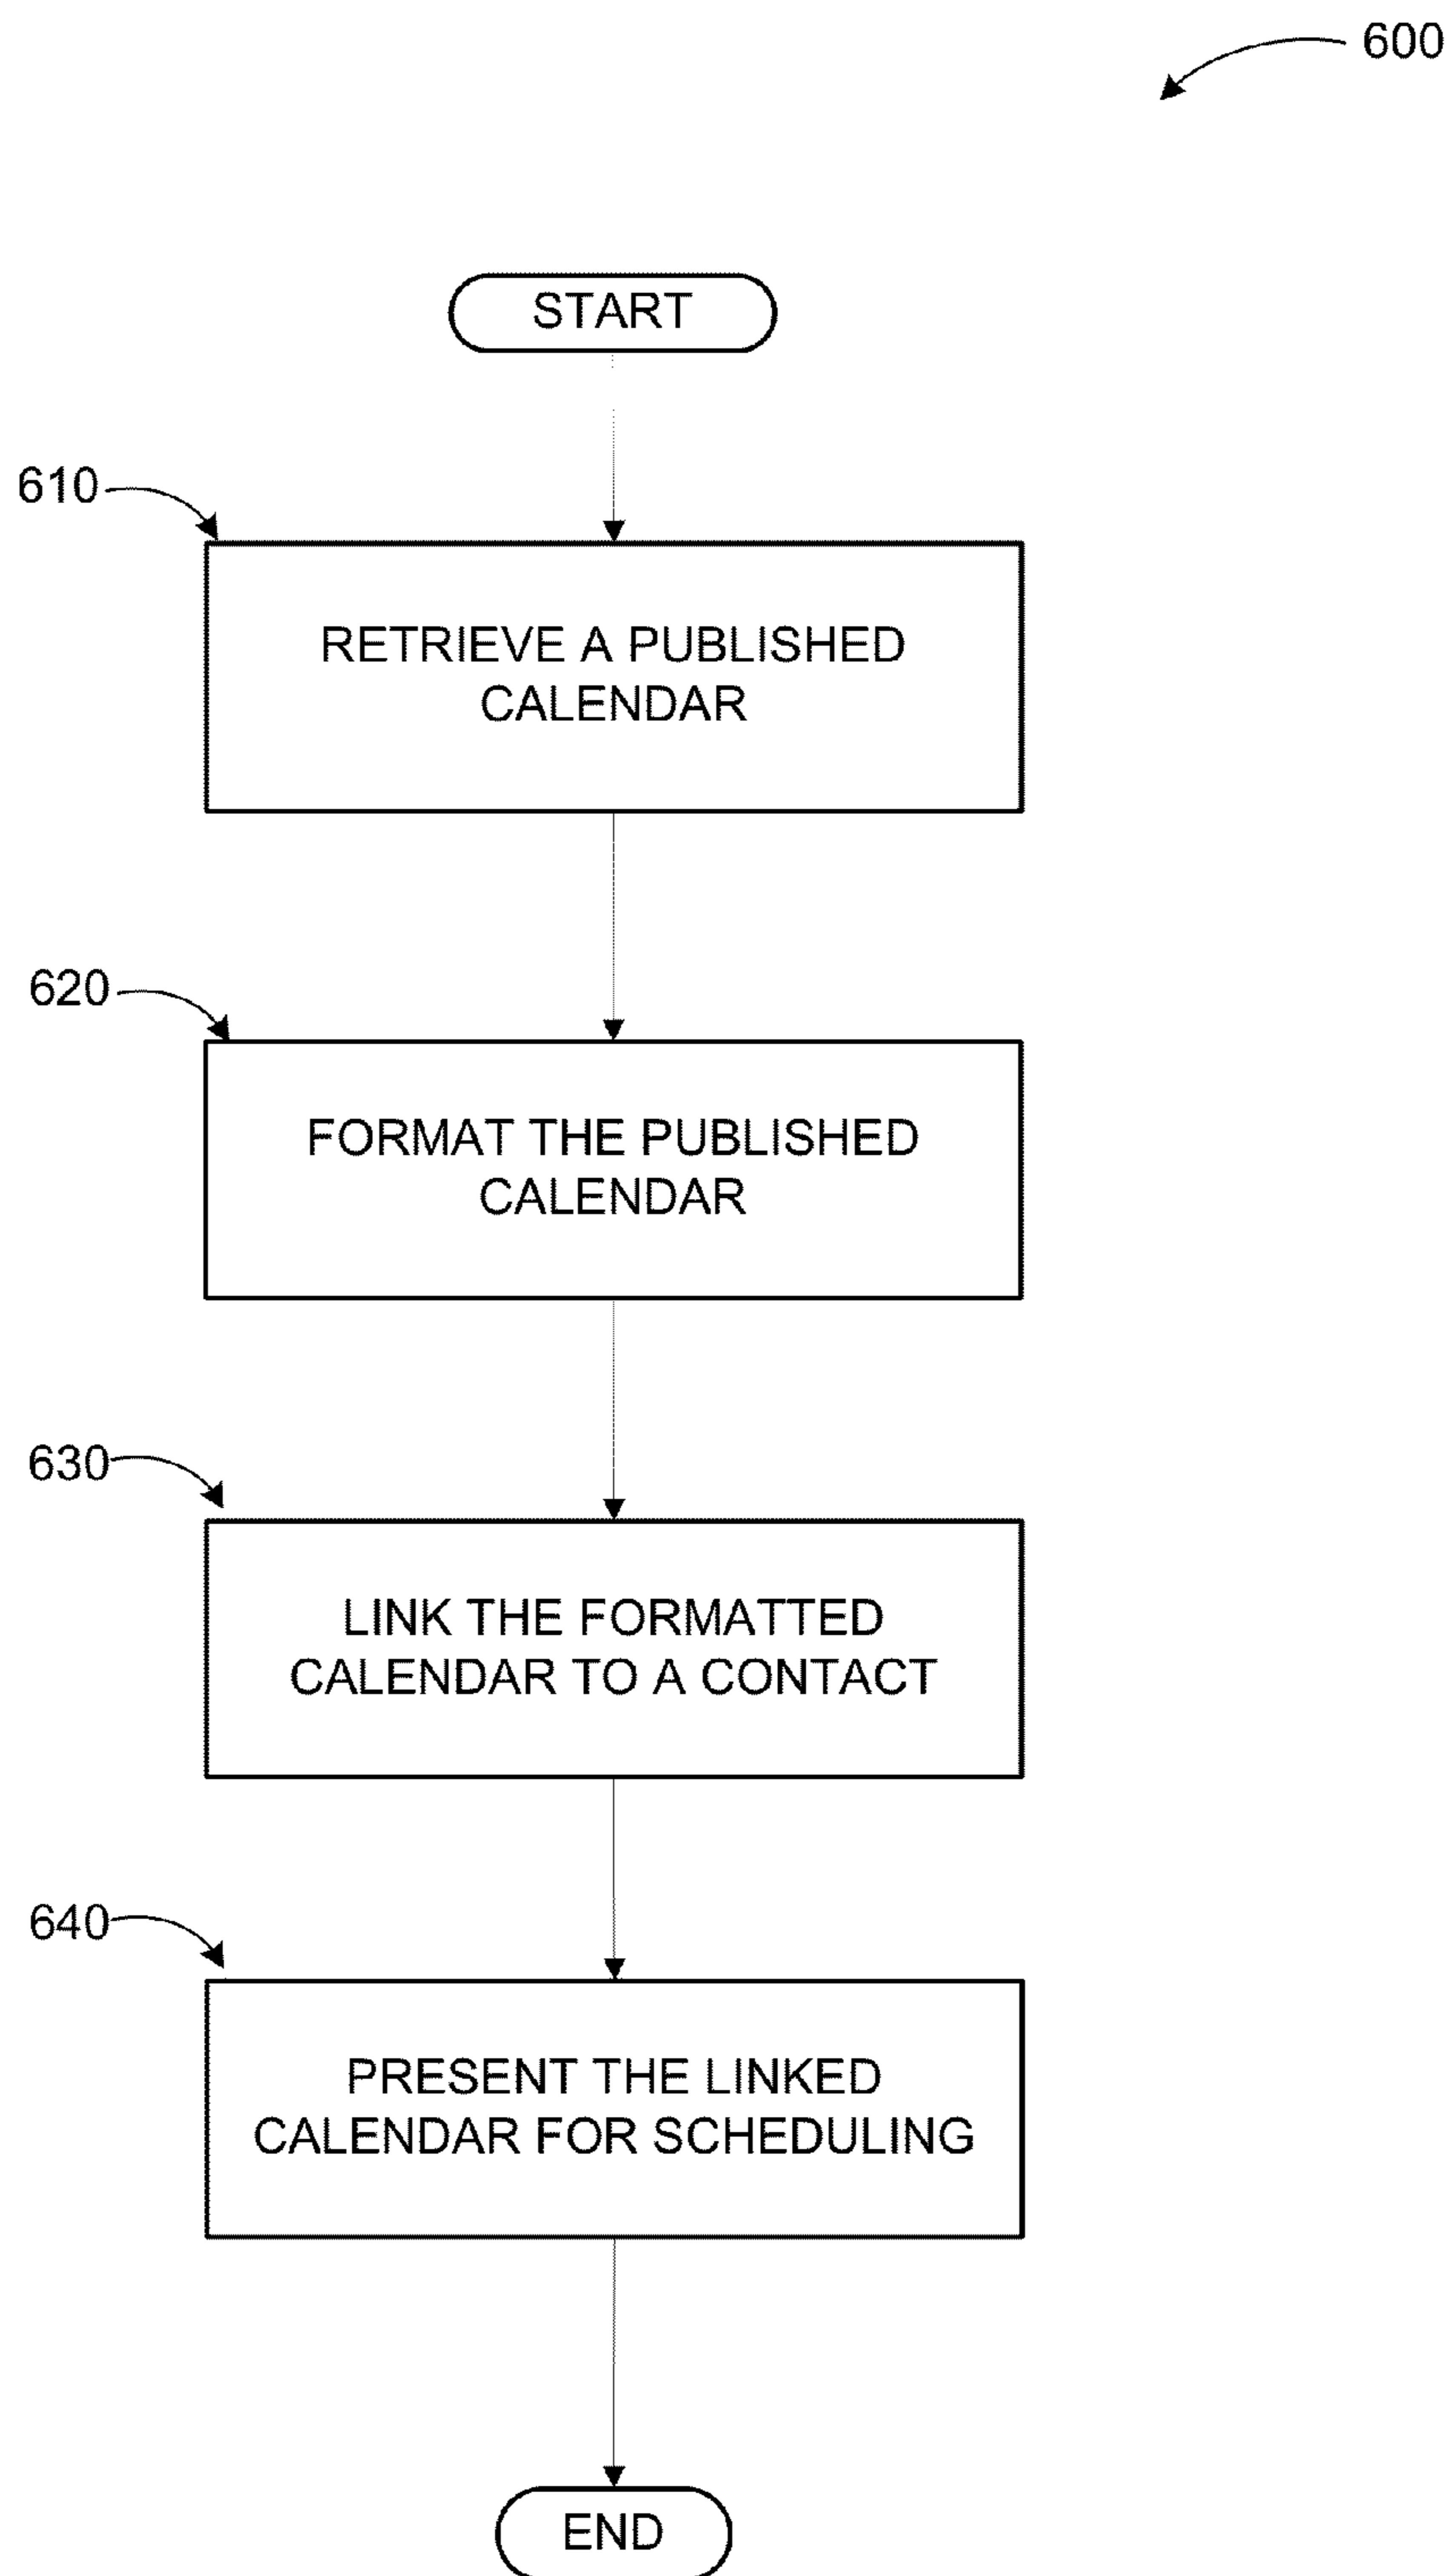 600
START
610
RETRIEVE A PUBLISHED
CALENDAR
620
FORMAT THE PUBLISHED
CALENDAR
630
LINK THE FORMATTED
CALENDAR TO A CONTACT
640
PRESENT THE LINKED
CALENDAR FOR SCHEDULING
END